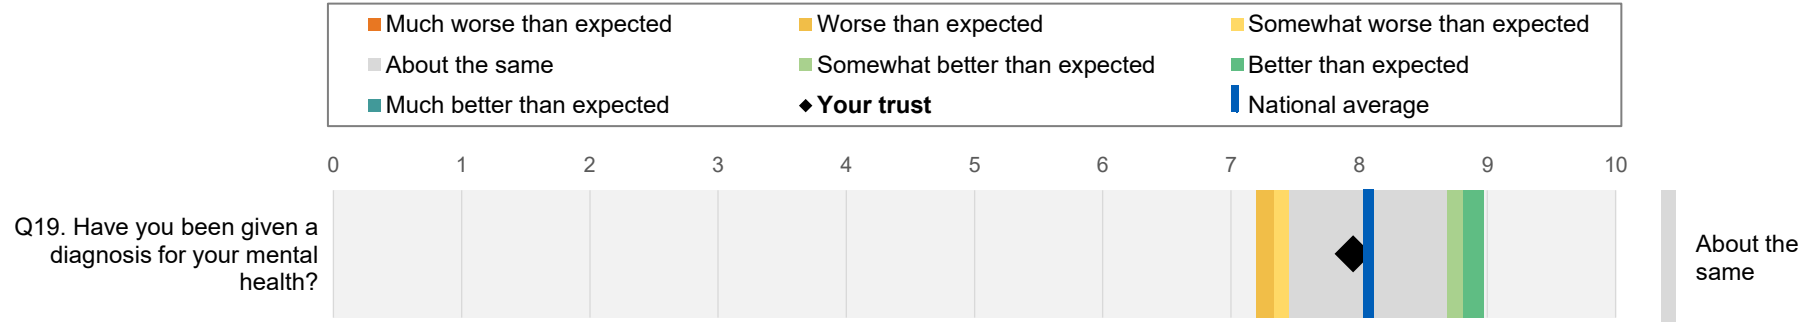 Much worse than expected
Worse than expected
Somewhat worse than expected
About the same
Somewhat better than expected
Better than expected
Much better than expected
Your trust
National average
0 1 2 3 4 5 6 7 8 9 10
Q19. Have you been given a
diagnosis for your mental
health?
About the
same